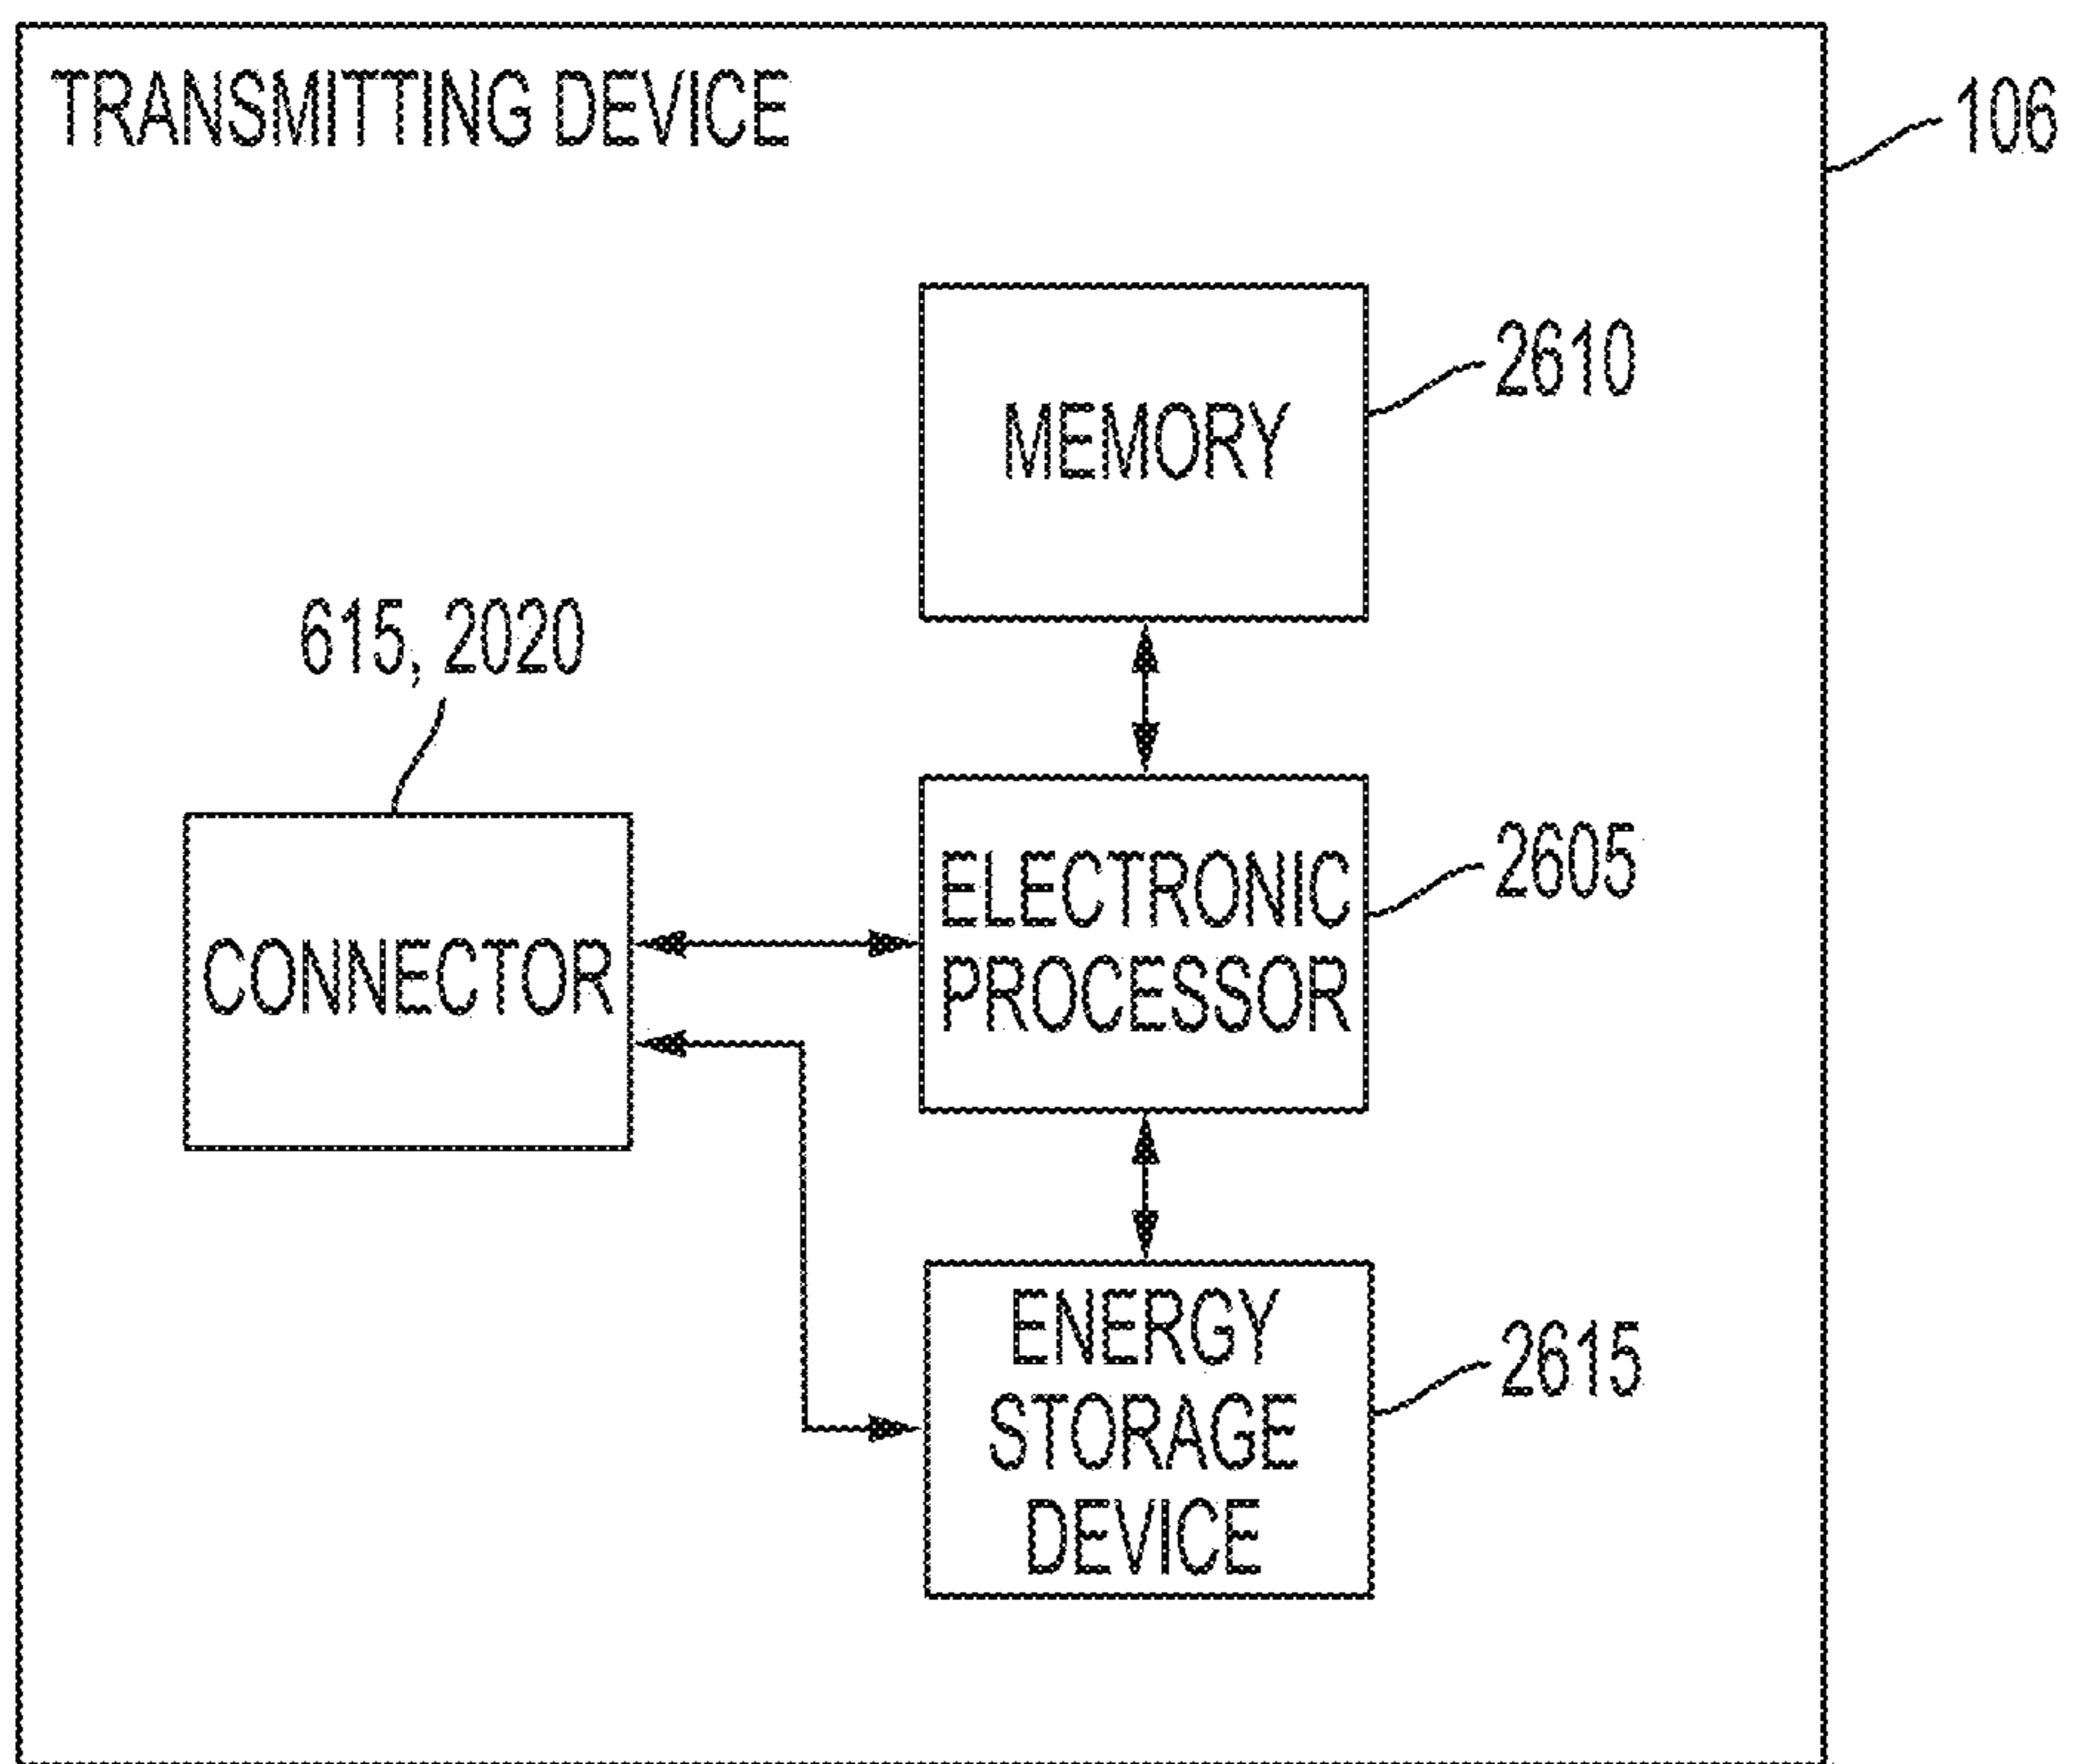 TRANSMITTING DEVICE
106
MEMORY
2610
615, 2020
CONNECTOR
ELECTRONIC
PROCESSOR
2605
ENERGY
STORAGE
DEVICE
2615